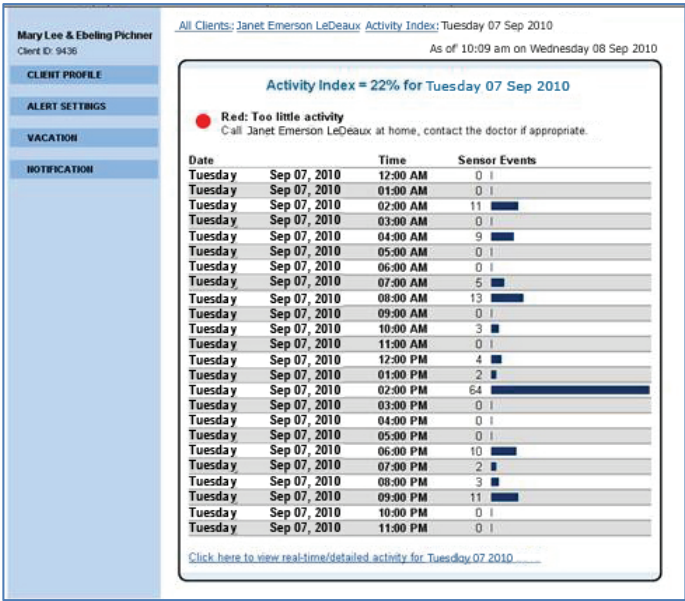 Mary Lee & Ebeling Pichner
Client ID: 9436
CLIENT PROFILE
ALERT SETTINGS
VACATION
NOTIFICATION
All Clients: Janet Emerson LeDeaux Activity Index: Tuesday 07 Sep 2010
As of 10:09 am on Wednesday 08 Sep 2010
Activity Index = 22% for Tuesday 07 Sep 2010
Red: Too little activity
Call Janet Emerson LeDeaux at home, contact the doctor if appropriate.
Date Time Sensor Events
Tuesday Sep 07, 2010 12:00 AM 0
Tuesday Sep 07, 2010 01:00 AM 0
Tuesday Sep 07, 2010 02:00 AM 11
Tuesday Sep 07, 2010 03:00 AM 0
Tuesday Sep 07, 2010 04:00 AM 9
Tuesday Sep 07, 2010 05:00 AM 0
Tuesday Sep 07, 2010 06:00 AM 0
Tuesday Sep 07, 2010 07:00 AM 5
Tuesday Sep 07, 2010 08:00 AM 13
Tuesday Sep 07, 2010 09:00 AM 0
Tuesday Sep 07, 2010 10:00 AM 3
Tuesday Sep 07, 2010 11:00 AM 0
Tuesday Sep 07, 2010 12:00 PM 4
Tuesday Sep 07, 2010 01:00 PM 2
Tuesday Sep 07, 2010 02:00 PM 64
Tuesday Sep 07, 2010 03:00 PM 0
Tuesday Sep 07, 2010 04:00 PM 0
Tuesday Sep 07, 2010 05:00 PM 0
Tuesday Sep 07, 2010 06:00 PM 10
Tuesday Sep 07, 2010 07:00 PM 2
Tuesday Sep 07, 2010 08:00 PM 3
Tuesday Sep 07, 2010 09:00 PM 11
Tuesday Sep 07, 2010 10:00 PM 0
Tuesday Sep 07, 2010 11:00 PM 0
Click here to view real-time/detailed activity for Tuesday 07 2010